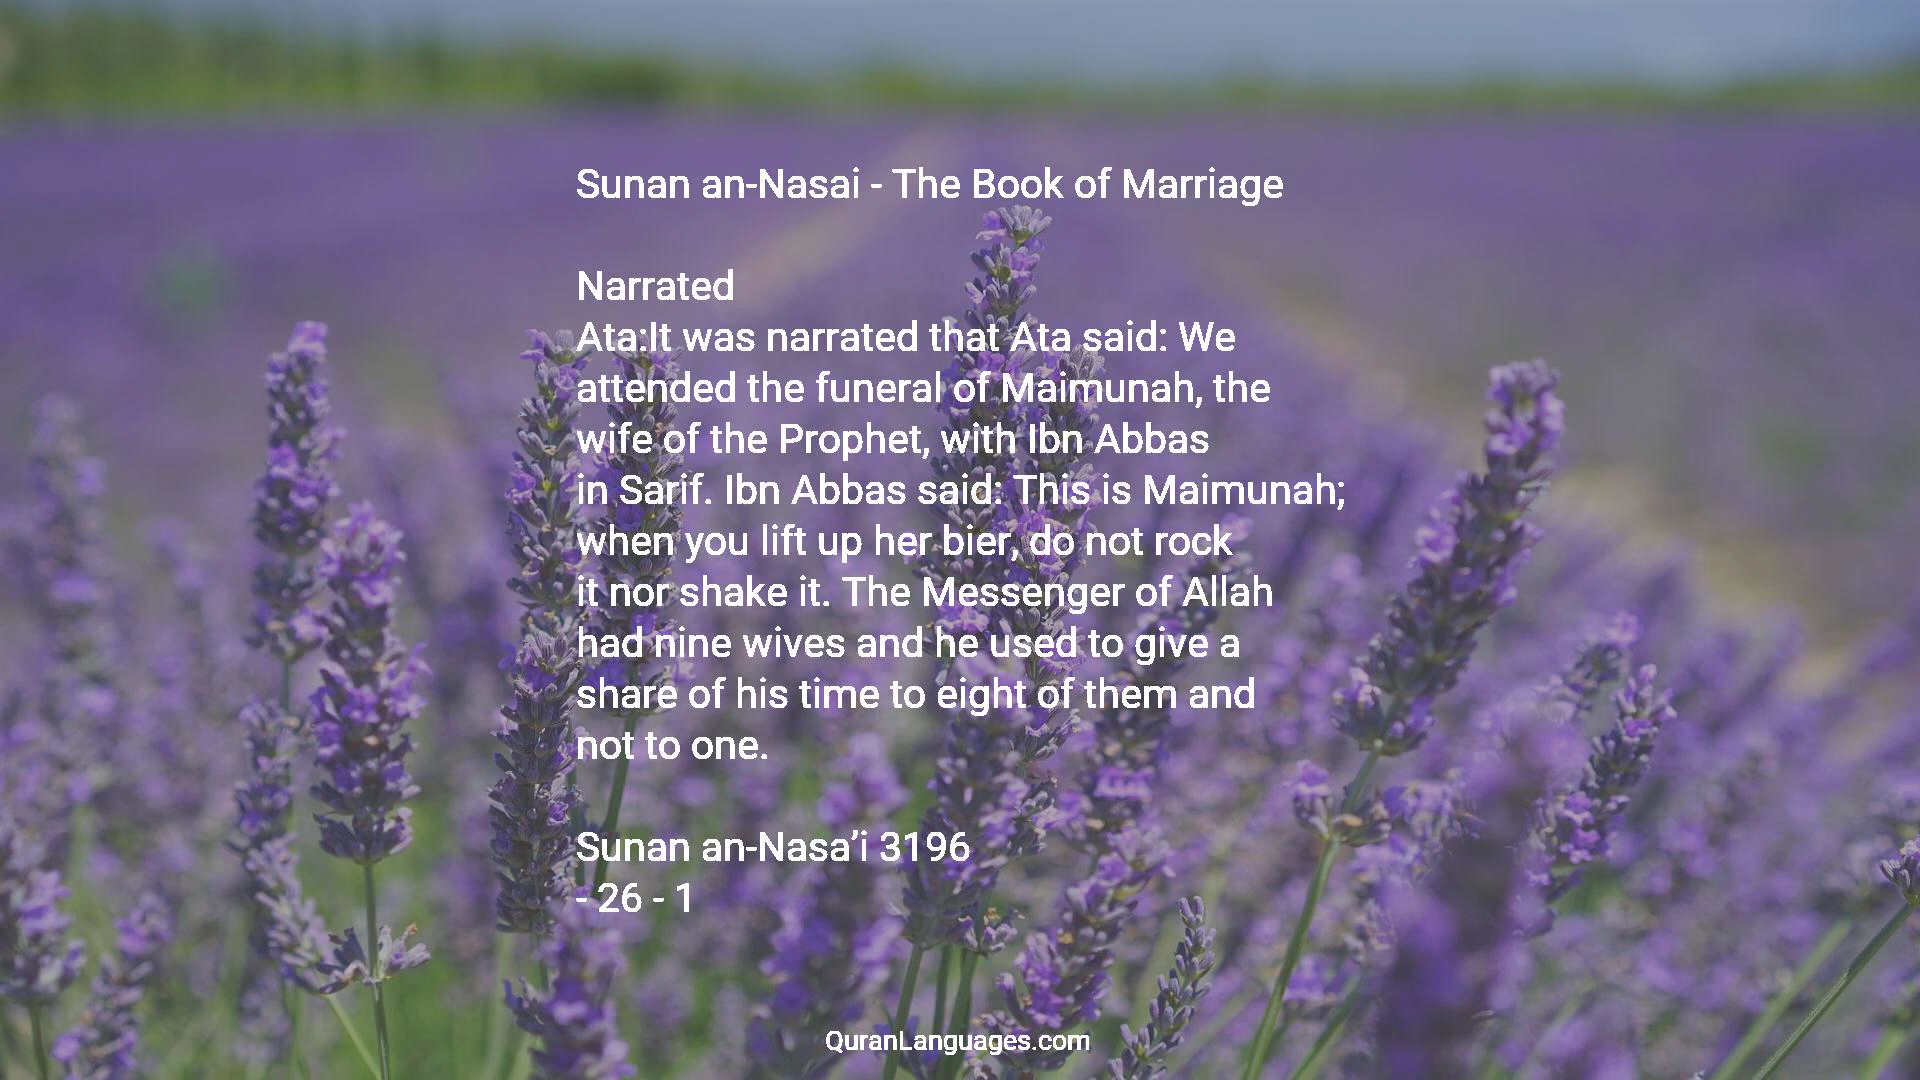 Sunan an-Nasai - The Book of Marriage
Narrated
Ata:It was narrated that Ata said: We
attended the funeral of Maimunah, the
wife of the Prophet, with Ibn Abbas
in Sarif. Ibn Abbas said: This is Maimunah;
when you lift up her bier, do not rock
it nor shake it. The Messenger of Allah
had nine wives and he used to give a
share of his time to eight of them and
not to one.
Sunan an-Nasa’i 3196
- 26 - 1
QuranLanguages.com